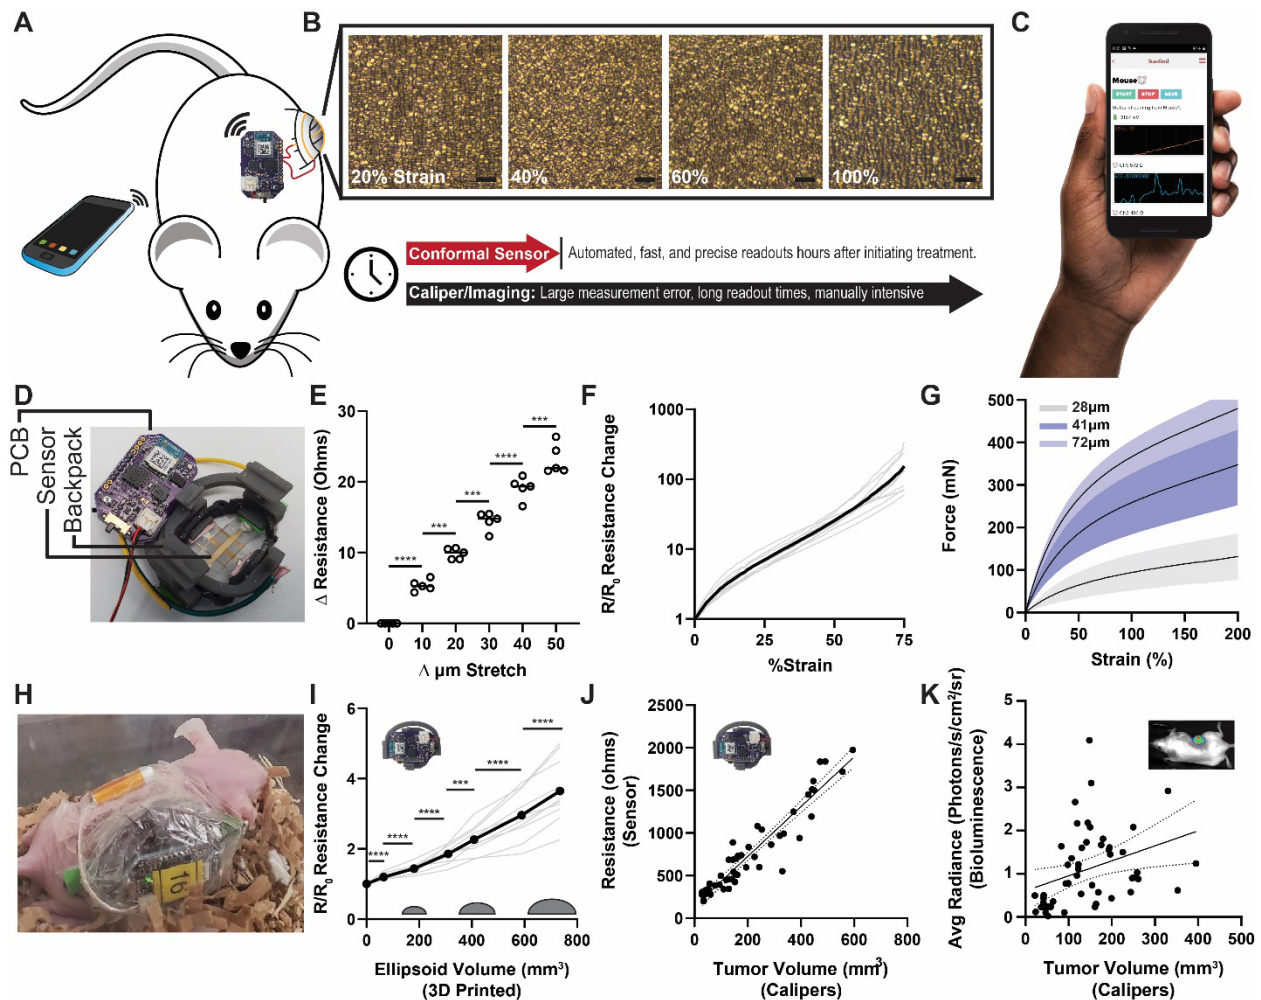 A
B
C
20% Strain
40%
60%
100%
Stanford
Mouse
START
STOP
SAVE
Conformal Sensor
Automated, fast, and precise readouts hours after initiating treatment.
Caliper/Imaging: Large measurement error, long readout times, manually intensive
D
PCB
Sensor
Backpack
E
Δ Resistance (Ohms)
30
20
10
0
****
***
***
****
***
0
10
20
30
40
50
Δ µm Stretch
F
R/R0 Resistance Change
1000
100
10
1
0
25
50
75
%Strain
G
28µm
41µm
72µm
Force (mN)
500
400
300
200
100
0
0
50
100
150
200
Strain (%)
H
16
I
R/R0 Resistance Change
6
4
2
0
****
****
****
***
****
****
0
200
400
600
800
Ellipsoid Volume (mm3)
(3D Printed)
J
Resistance (ohms)
(Sensor)
2500
2000
1500
1000
500
0
0
200
400
600
800
Tumor Volume (mm3)
(Calipers)
K
Avg Radiance (Photons/s/cm2/sr)
(Bioluminescence)
5
4
3
2
1
0
0
100
200
300
400
500
Tumor Volume (mm3)
(Calipers)